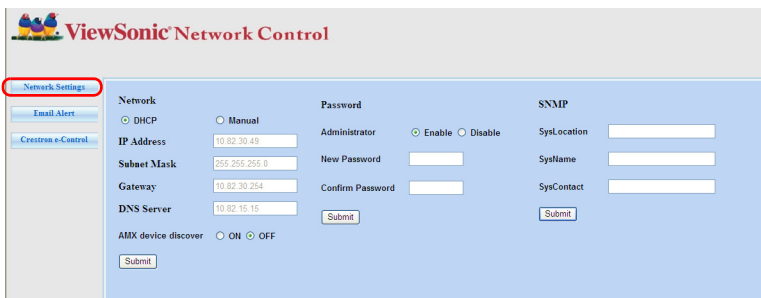 ViewSonic® Network Control
Network Settings
Email Alert
Crestron e-Control
Network
DHCP Manual
IP Address 10.82.30.49
Subnet Mask 255.255.255.0
Gateway 10.82.30.254
DNS Server 10.82.15.15
AMX device discover ON OFF
Submit
Password
Administrator Enable Disable
New Password
Confirm Password
Submit
SNMP
SysLocation
SysName
SysContact
Submit